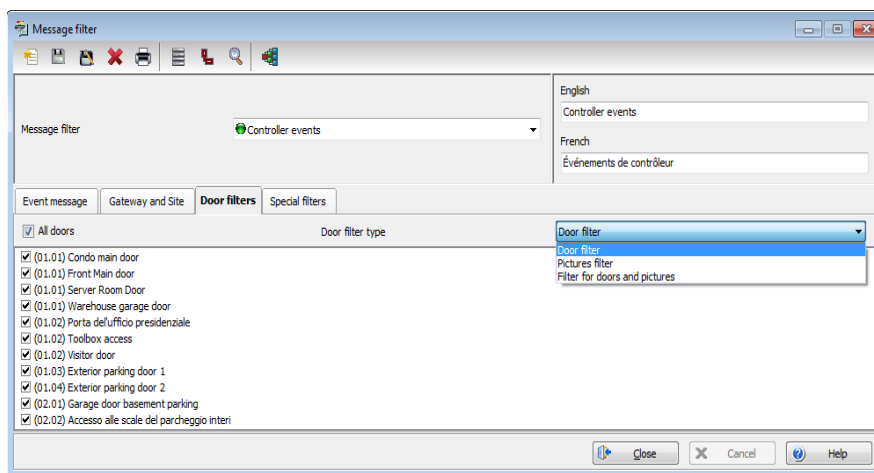 Message filter
English
Controller events
Message filter
Controller events
French
Événements de contrôleur
Event message
Gateway and Site
Door filters
Special filters
All doors
Door filter type
Door filter
Door filter
Pictures filter
Filter for doors and pictures
(01.01) Condo main door
(01.01) Front Main door
(01.01) Server Room Door
(01.01) Warehouse garage door
(01.02) Porta del'ufficio presidenziale
(01.02) Toolbox access
(01.02) Visitor door
(01.03) Exterior parking door 1
(01.04) Exterior parking door 2
(02.01) Garage door basement parking
(02.02) Accesso alle scale del parcheggio interi
Close
Cancel
Help